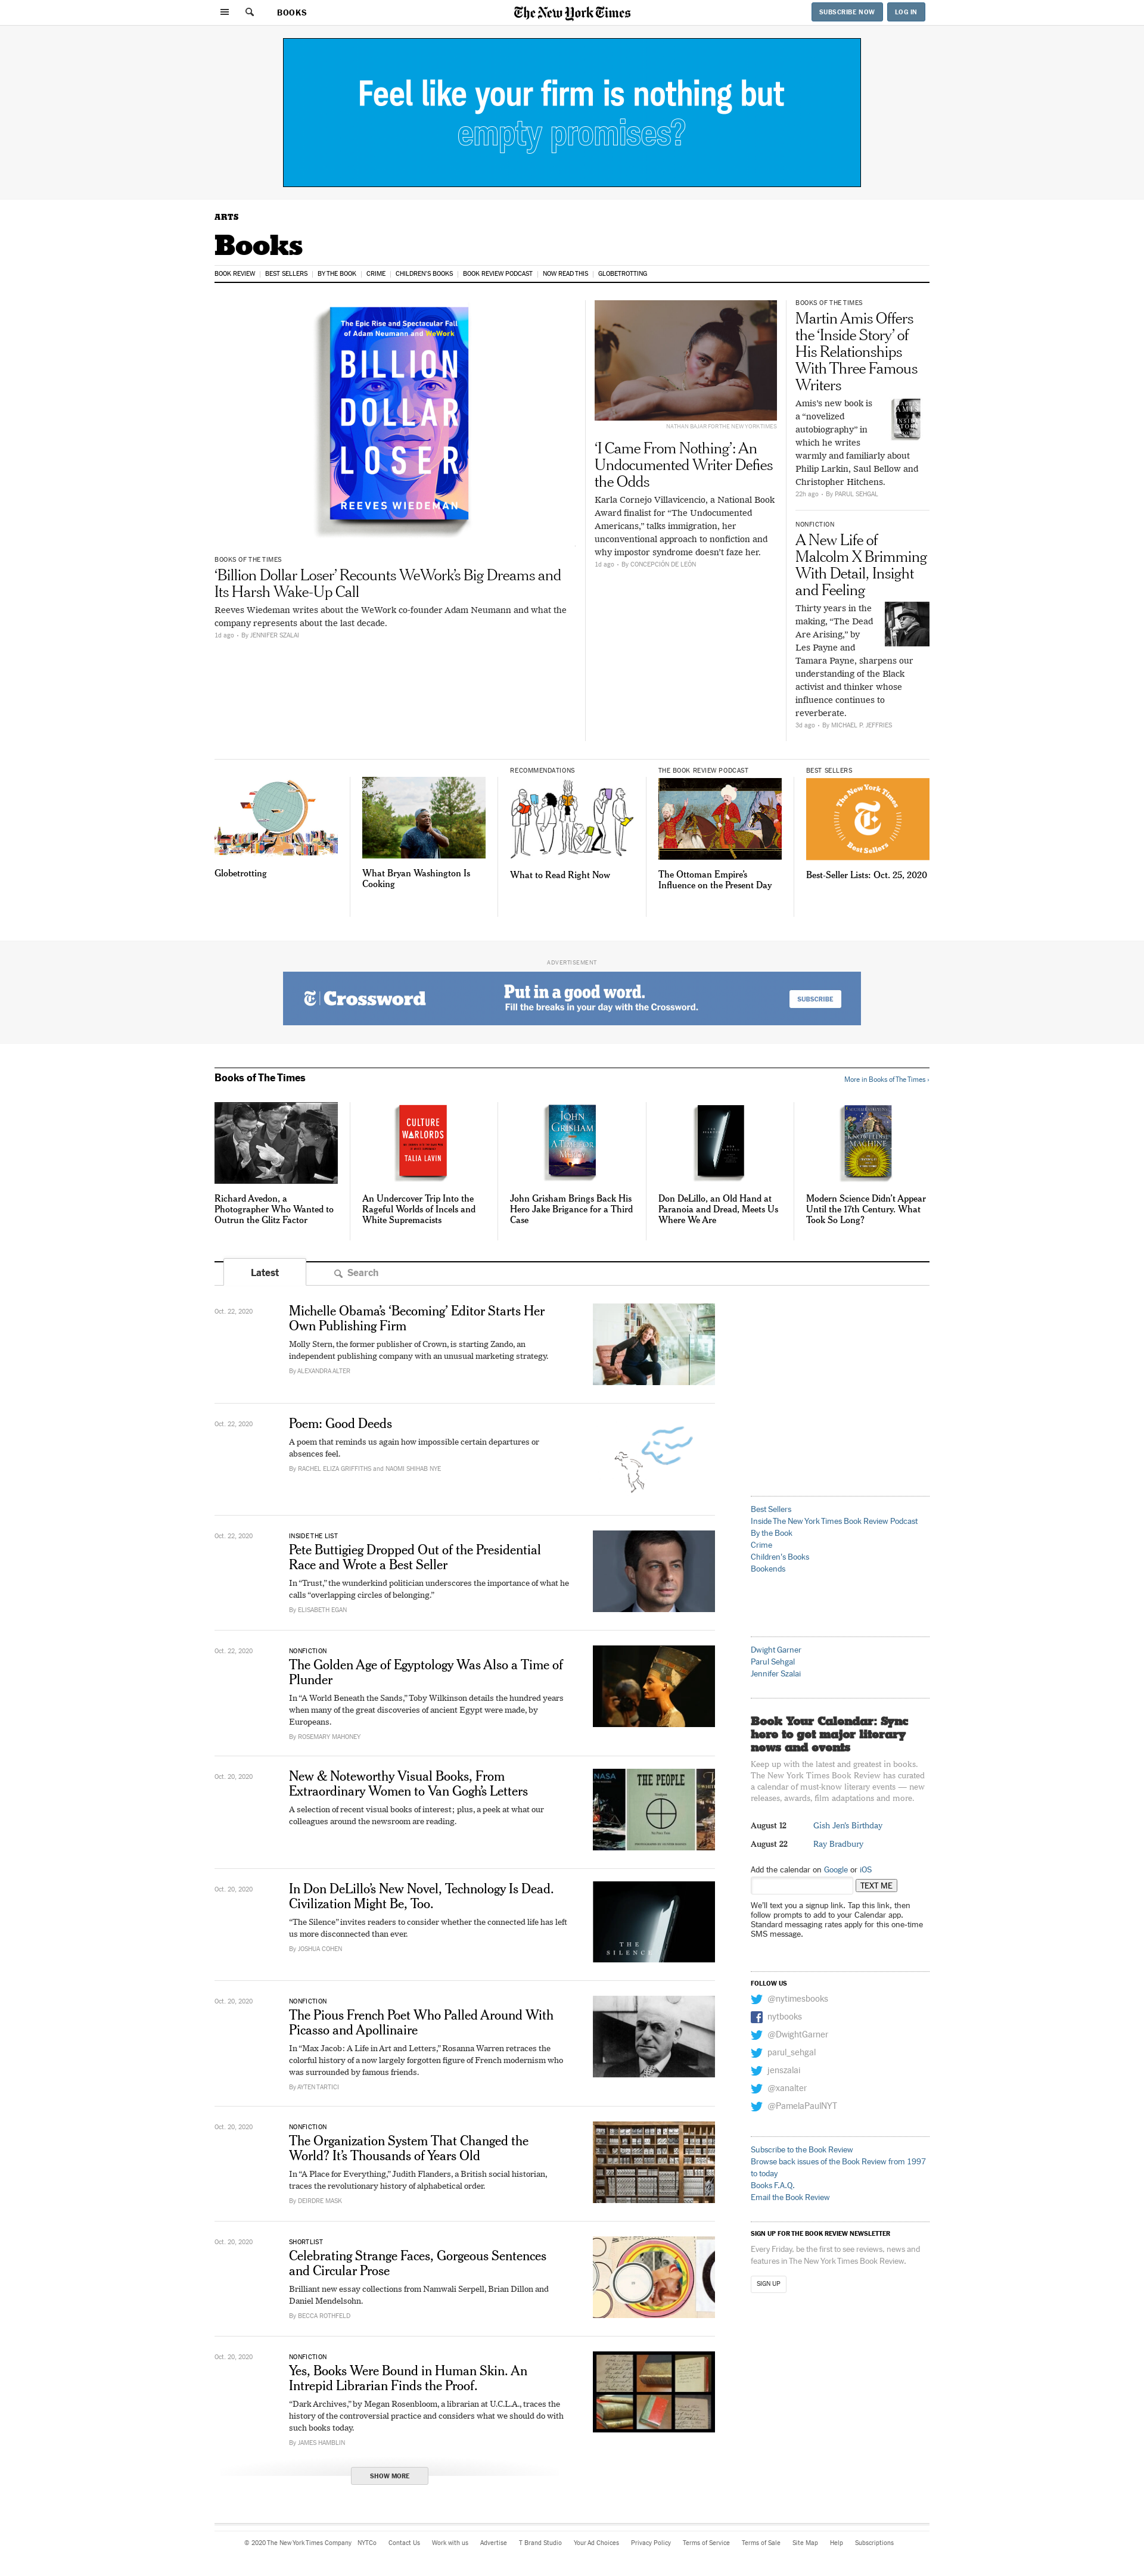 BOOKS
The New York Times
SUBSCRIBE NOW
LOG IN
Feel like your firm is nothing but
empty promises?
ARTS
Books
BOOK REVIEW
BEST SELLERS
BY THE BOOK
CRIME
CHILDREN'S BOOKS
BOOK REVIEW PODCAST
NOW READ THIS
GLOBETROTTING
The Epic Rise and Spectacular Fall
of Adam Neumann and WeWork
BILLION
DOLLAR
LOSER
REEVES WIEDEMAN
BOOKS OF THE TIMES
‘Billion Dollar Loser’ Recounts WeWork’s Big Dreams and
Its Harsh Wake-Up Call
Reeves Wiedeman writes about the WeWork co-founder Adam Neumann and what the
company represents about the last decade.
1d ago • By JENNIFER SZALAI
NATHAN BAJAR FOR THE NEW YORK TIMES
‘I Came From Nothing’: An
Undocumented Writer Defies
the Odds
Karla Cornejo Villavicencio, a National Book
Award finalist for “The Undocumented
Americans,” talks immigration, her
unconventional approach to nonfiction and
why impostor syndrome doesn’t faze her.
1d ago • By CONCEPCIÓN DE LEÓN
BOOKS OF THE TIMES
Martin Amis Offers
the ‘Inside Story’ of
His Relationships
With Three Famous
Writers
Amis’s new book is
a “novelized
autobiography” in
which he writes
warmly and familiarly about
Philip Larkin, Saul Bellow and
Christopher Hitchens.
22h ago • By PARUL SEHGAL
NONFICTION
A New Life of
Malcolm X Brimming
With Detail, Insight
and Feeling
Thirty years in the
making, “The Dead
Are Arising,” by
Les Payne and
Tamara Payne, sharpens our
understanding of the Black
activist and thinker whose
influence continues to
reverberate.
3d ago • By MICHAEL P. JEFFRIES
Globetrotting
What Bryan Washington Is
Cooking
RECOMMENDATIONS
What to Read Right Now
THE BOOK REVIEW PODCAST
The Ottoman Empire’s
Influence on the Present Day
BEST SELLERS
The New York Times
Best Sellers
Best-Seller Lists: Oct. 25, 2020
ADVERTISEMENT
Crossword
Put in a good word.
Fill the breaks in your day with the Crossword.
SUBSCRIBE
Books of The Times
More in Books of The Times ›
Richard Avedon, a
Photographer Who Wanted to
Outrun the Glitz Factor
CULTURE
WARLORDS
TALIA LAVIN
An Undercover Trip Into the
Rageful Worlds of Incels and
White Supremacists
JOHN
GRISHAM
A TIME FOR
MERCY
John Grisham Brings Back His
Hero Jake Brigance for a Third
Case
Don DeLillo, an Old Hand at
Paranoia and Dread, Meets Us
Where We Are
KNOWLEDGE
MACHINE
Modern Science Didn’t Appear
Until the 17th Century. What
Took So Long?
Latest
Search
Oct. 22, 2020
Michelle Obama’s ‘Becoming’ Editor Starts Her
Own Publishing Firm
Molly Stern, the former publisher of Crown, is starting Zando, an
independent publishing company with an unusual marketing strategy.
By ALEXANDRA ALTER
Oct. 22, 2020
Poem: Good Deeds
A poem that reminds us again how impossible certain departures or
absences feel.
By RACHEL ELIZA GRIFFITHS and NAOMI SHIHAB NYE
Oct. 22, 2020
INSIDE THE LIST
Pete Buttigieg Dropped Out of the Presidential
Race and Wrote a Best Seller
In “Trust,” the wunderkind politician underscores the importance of what he
calls “overlapping circles of belonging.”
By ELISABETH EGAN
Oct. 22, 2020
NONFICTION
The Golden Age of Egyptology Was Also a Time of
Plunder
In “A World Beneath the Sands,” Toby Wilkinson details the hundred years
when many of the great discoveries of ancient Egypt were made, by
Europeans.
By ROSEMARY MAHONEY
Oct. 20, 2020
New & Noteworthy Visual Books, From
Extraordinary Women to Van Gogh’s Letters
A selection of recent visual books of interest; plus, a peek at what our
colleagues around the newsroom are reading.
NASA
THE PEOPLE
Oct. 20, 2020
In Don DeLillo’s New Novel, Technology Is Dead.
Civilization Might Be, Too.
“The Silence” invites readers to consider whether the connected life has left
us more disconnected than ever.
By JOSHUA COHEN
THE
SILENCE
Oct. 20, 2020
NONFICTION
The Pious French Poet Who Palled Around With
Picasso and Apollinaire
In “Max Jacob: A Life in Art and Letters,” Rosanna Warren retraces the
colorful history of a now largely forgotten figure of French modernism who
was surrounded by famous friends.
By AYTEN TARTICI
Oct. 20, 2020
NONFICTION
The Organization System That Changed the
World? It’s Thousands of Years Old
In “A Place for Everything,” Judith Flanders, a British social historian,
traces the revolutionary history of alphabetical order.
By DEIRDRE MASK
Oct. 20, 2020
SHORTLIST
Celebrating Strange Faces, Gorgeous Sentences
and Circular Prose
Brilliant new essay collections from Namwali Serpell, Brian Dillon and
Daniel Mendelsohn.
By BECCA ROTHFELD
Oct. 20, 2020
NONFICTION
Yes, Books Were Bound in Human Skin. An
Intrepid Librarian Finds the Proof.
“Dark Archives,” by Megan Rosenbloom, a librarian at U.C.L.A., traces the
history of the controversial practice and considers what we should do with
such books today.
By JAMES HAMBLIN
SHOW MORE
Best Sellers
Inside The New York Times Book Review Podcast
By the Book
Crime
Children's Books
Bookends
Dwight Garner
Parul Sehgal
Jennifer Szalai
Book Your Calendar: Sync
here to get major literary
news and events
Keep up with the latest and greatest in books.
The New York Times Book Review has curated
a calendar of must-know literary events — new
releases, awards, film adaptations and more.
August 12 Gish Jen's Birthday
August 22 Ray Bradbury
Add the calendar on Google or iOS
TEXT ME
We'll text you a signup link. Tap this link, then
follow prompts to add to your Calendar app.
Standard messaging rates apply for this one-time
SMS message.
FOLLOW US
@nytimesbooks
nytbooks
@DwightGarner
parul_sehgal
jenszalai
@xanalter
@PamelaPaulNYT
Subscribe to the Book Review
Browse back issues of the Book Review from 1997
to today
Books F.A.Q.
Email the Book Review
SIGN UP FOR THE BOOK REVIEW NEWSLETTER
Every Friday, be the first to see reviews, news and
features in The New York Times Book Review.
SIGN UP
© 2020 The New York Times Company
NYTCo
Contact Us
Work with us
Advertise
T Brand Studio
Your Ad Choices
Privacy Policy
Terms of Service
Terms of Sale
Site Map
Help
Subscriptions